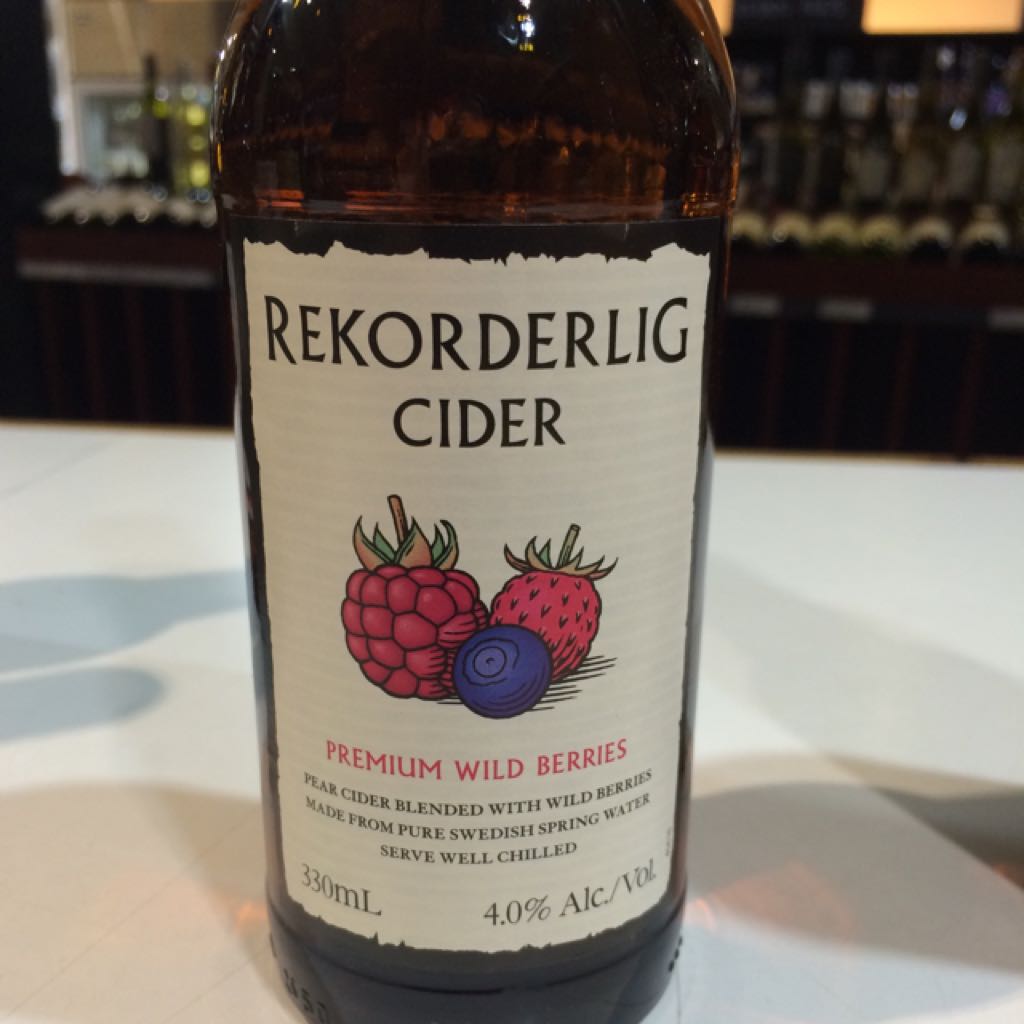 REKORDERLIG
CIDER
PREMIUM WILD BERRIES
PEAR CIDER BLENDED WITH WILD BERRIES
MADE FROM PURE SWEDISH SPRING WATER
SERVE WELL CHILLED
330mL 4.0% Alc./Vol.